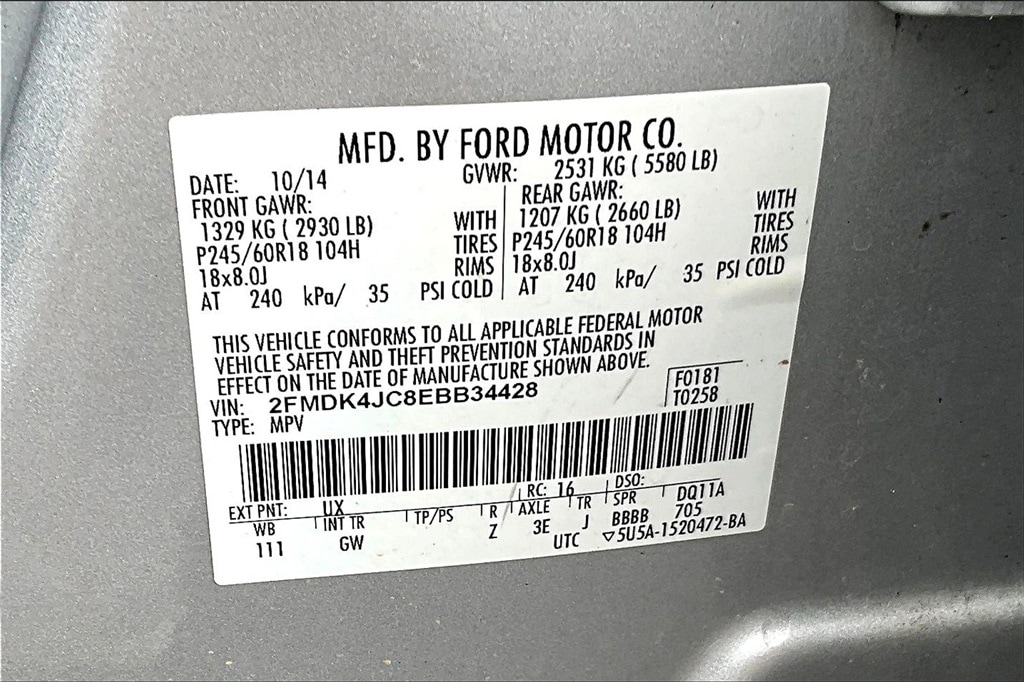 MFD. BY FORD MOTOR CO.
DATE: 10/14 GVWR: 2531 KG ( 5580 LB)
FRONT GAWR: REAR GAWR:
1329 KG ( 2930 LB) WITH 1207 KG ( 2660 LB) WITH
P245/60R18 104H TIRES P245/60R18 104H TIRES
18x8.0J RIMS 18x8.0J RIMS
AT 240 kPa/ 35 PSI COLD AT 240 kPa/ 35 PSI COLD
THIS VEHICLE CONFORMS TO ALL APPLICABLE FEDERAL MOTOR
VEHICLE SAFETY AND THEFT PREVENTION STANDARDS IN
EFFECT ON THE DATE OF MANUFACTURE SHOWN ABOVE.
VIN: 2FMDK4JC8EBB34428 F0181
TYPE: MPV T0258
EXT PNT: UX RC: 16 DSO: DQ11A
WB INT TR TP/PS R AXLE TR SPR 705
111 GW Z 3E J BBBB
UTC ▽5U5A-1520472-BA